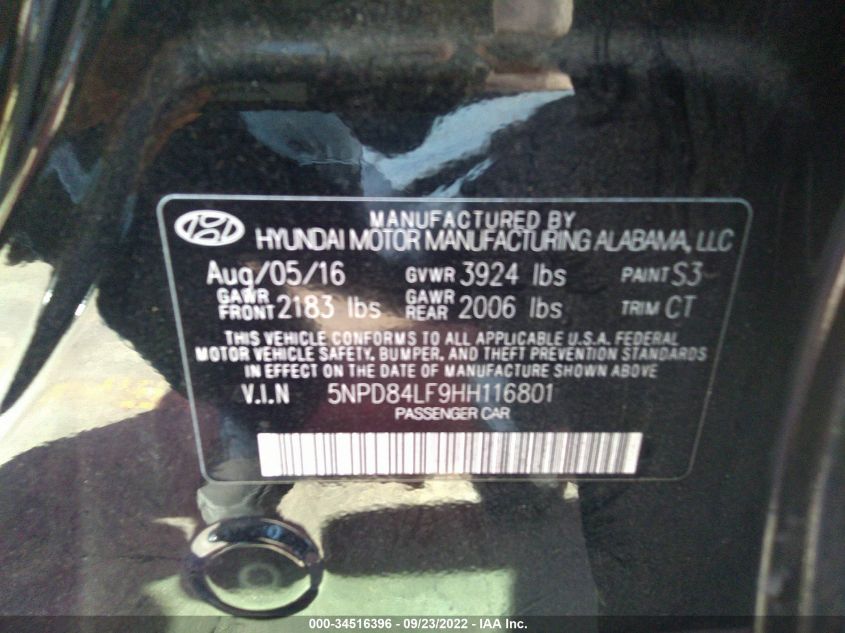 MANUFACTURED BY
HYUNDAI MOTOR MANUFACTURING ALABAMA, LLC
Aug/05/16 GVWR 3924 lbs PAINT S3
GAWR FRONT 2183 lbs GAWR REAR 2006 lbs TRIM CT
THIS VEHICLE CONFORMS TO ALL APPLICABLE U.S.A. FEDERAL
MOTOR VEHICLE SAFETY, BUMPER, AND THEFT PREVENTION STANDARDS
IN EFFECT ON THE DATE OF MANUFACTURE SHOWN ABOVE
V.I.N 5NPD84LF9HH116801
PASSENGER CAR
000-34516396 - 09/23/2022 - IAA Inc.